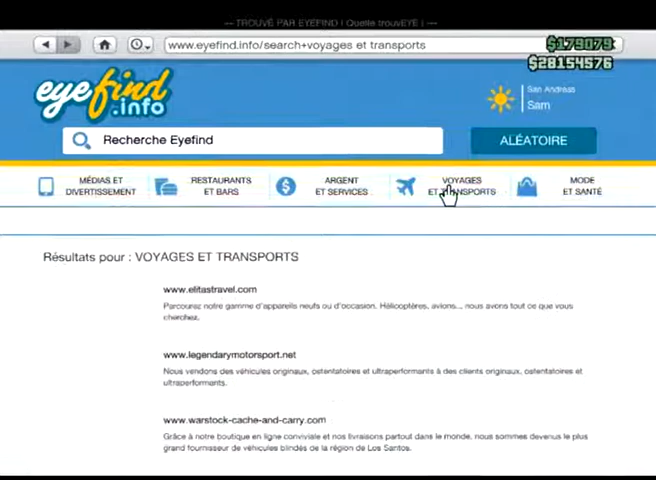 --- TROUVÉ PAR EYEFIND ! Quelle trouvEYE ! ---
www.eyefind.info/search+voyages et transports
$179079
$28154576
eyefind
.info
San Andreas
Sam
Recherche Eyefind
ALÉATOIRE
MÉDIAS ET
DIVERTISSEMENT
RESTAURANTS
ET BARS
ARGENT
ET SERVICES
VOYAGES
ET TRANSPORTS
MODE
ET SANTÉ
Résultats pour : VOYAGES ET TRANSPORTS
www.elitastravel.com
Parcourez notre gamme d'appareils neufs ou d'occasion. Hélicoptères, avions... nous avons tout ce que vous
cherchez.
www.legendarymotorsport.net
Nous vendons des véhicules originaux, ostentatoires et ultraperformants à des clients originaux, ostentatoires et
ultraperformants.
www.warstock-cache-and-carry.com
Grâce à notre boutique en ligne conviviale et nos livraisons partout dans le monde, nous sommes devenus le plus
grand fournisseur de véhicules blindés de la région de Los Santos.